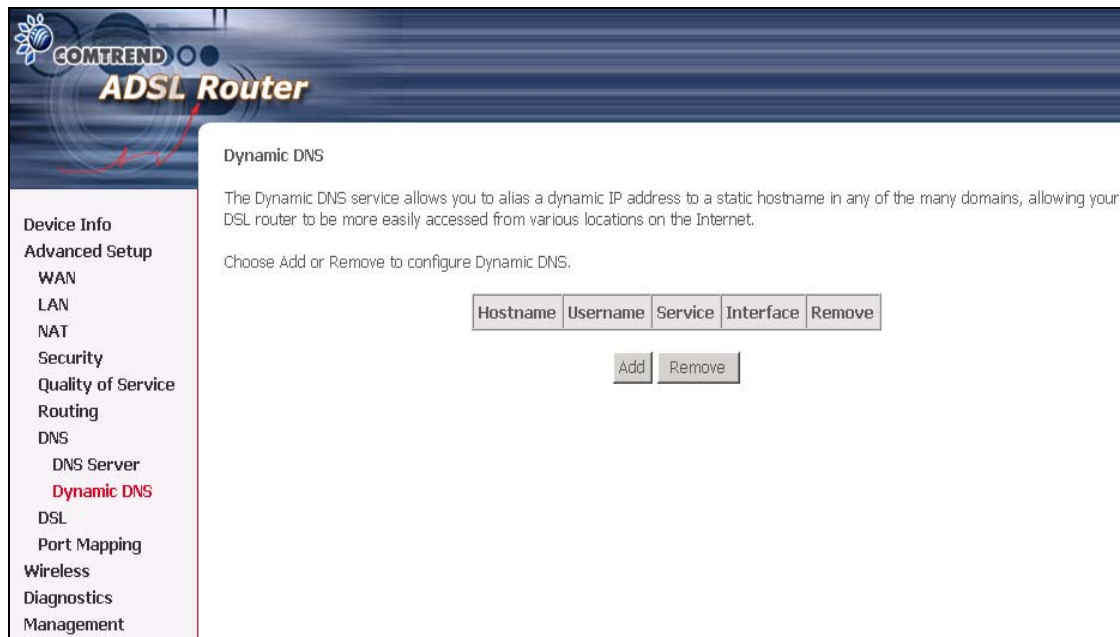 COMTREND
ADSL Router
Device Info
Advanced Setup
WAN
LAN
NAT
Security
Quality of Service
Routing
DNS
DNS Server
Dynamic DNS
DSL
Port Mapping
Wireless
Diagnostics
Management
Dynamic DNS
The Dynamic DNS service allows you to alias a dynamic IP address to a static hostname in any of the many domains, allowing your
DSL router to be more easily accessed from various locations on the Internet.
Choose Add or Remove to configure Dynamic DNS.
Hostname Username Service Interface Remove
Add Remove